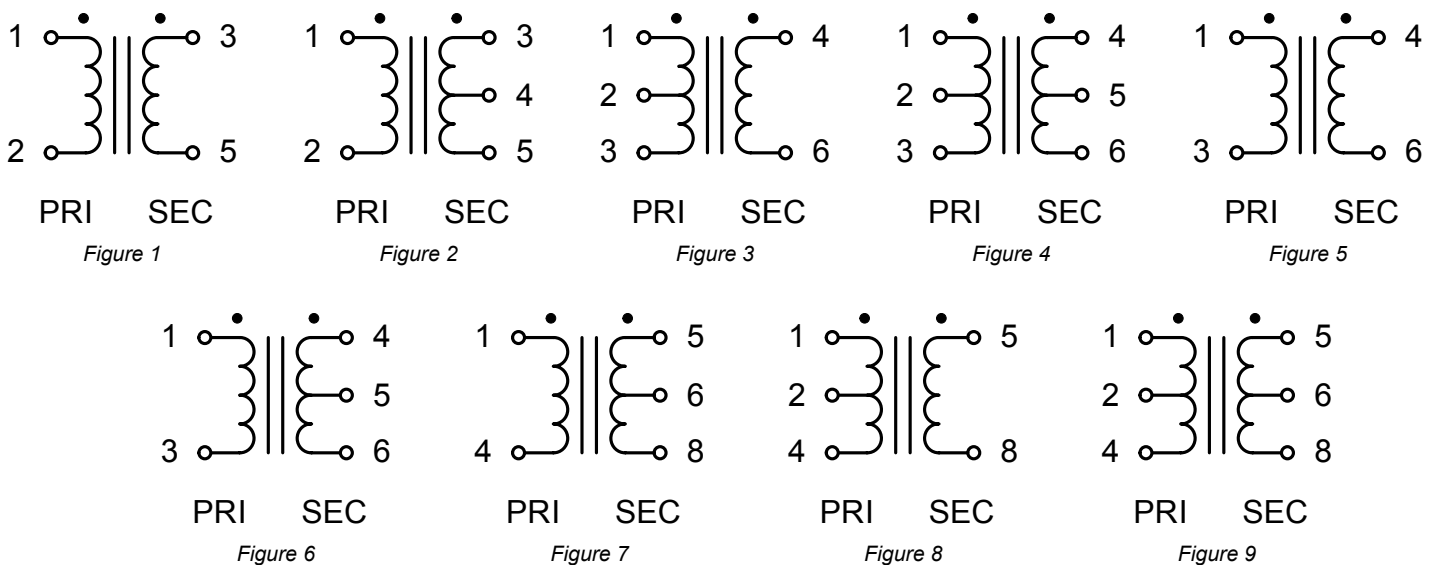 1 3 1 3 1 4 1 4 1 4
4 2 2 5
2 5 2 5 3 6 3 6 3 6
PRI SEC PRI SEC PRI SEC PRI SEC PRI SEC
Figure 1 Figure 2 Figure 3 Figure 4 Figure 5
1 4 1 5 1 5 1 5
5 6 2 2 6
3 6 4 8 4 8 4 8
PRI SEC PRI SEC PRI SEC PRI SEC
Figure 6 Figure 7 Figure 8 Figure 9